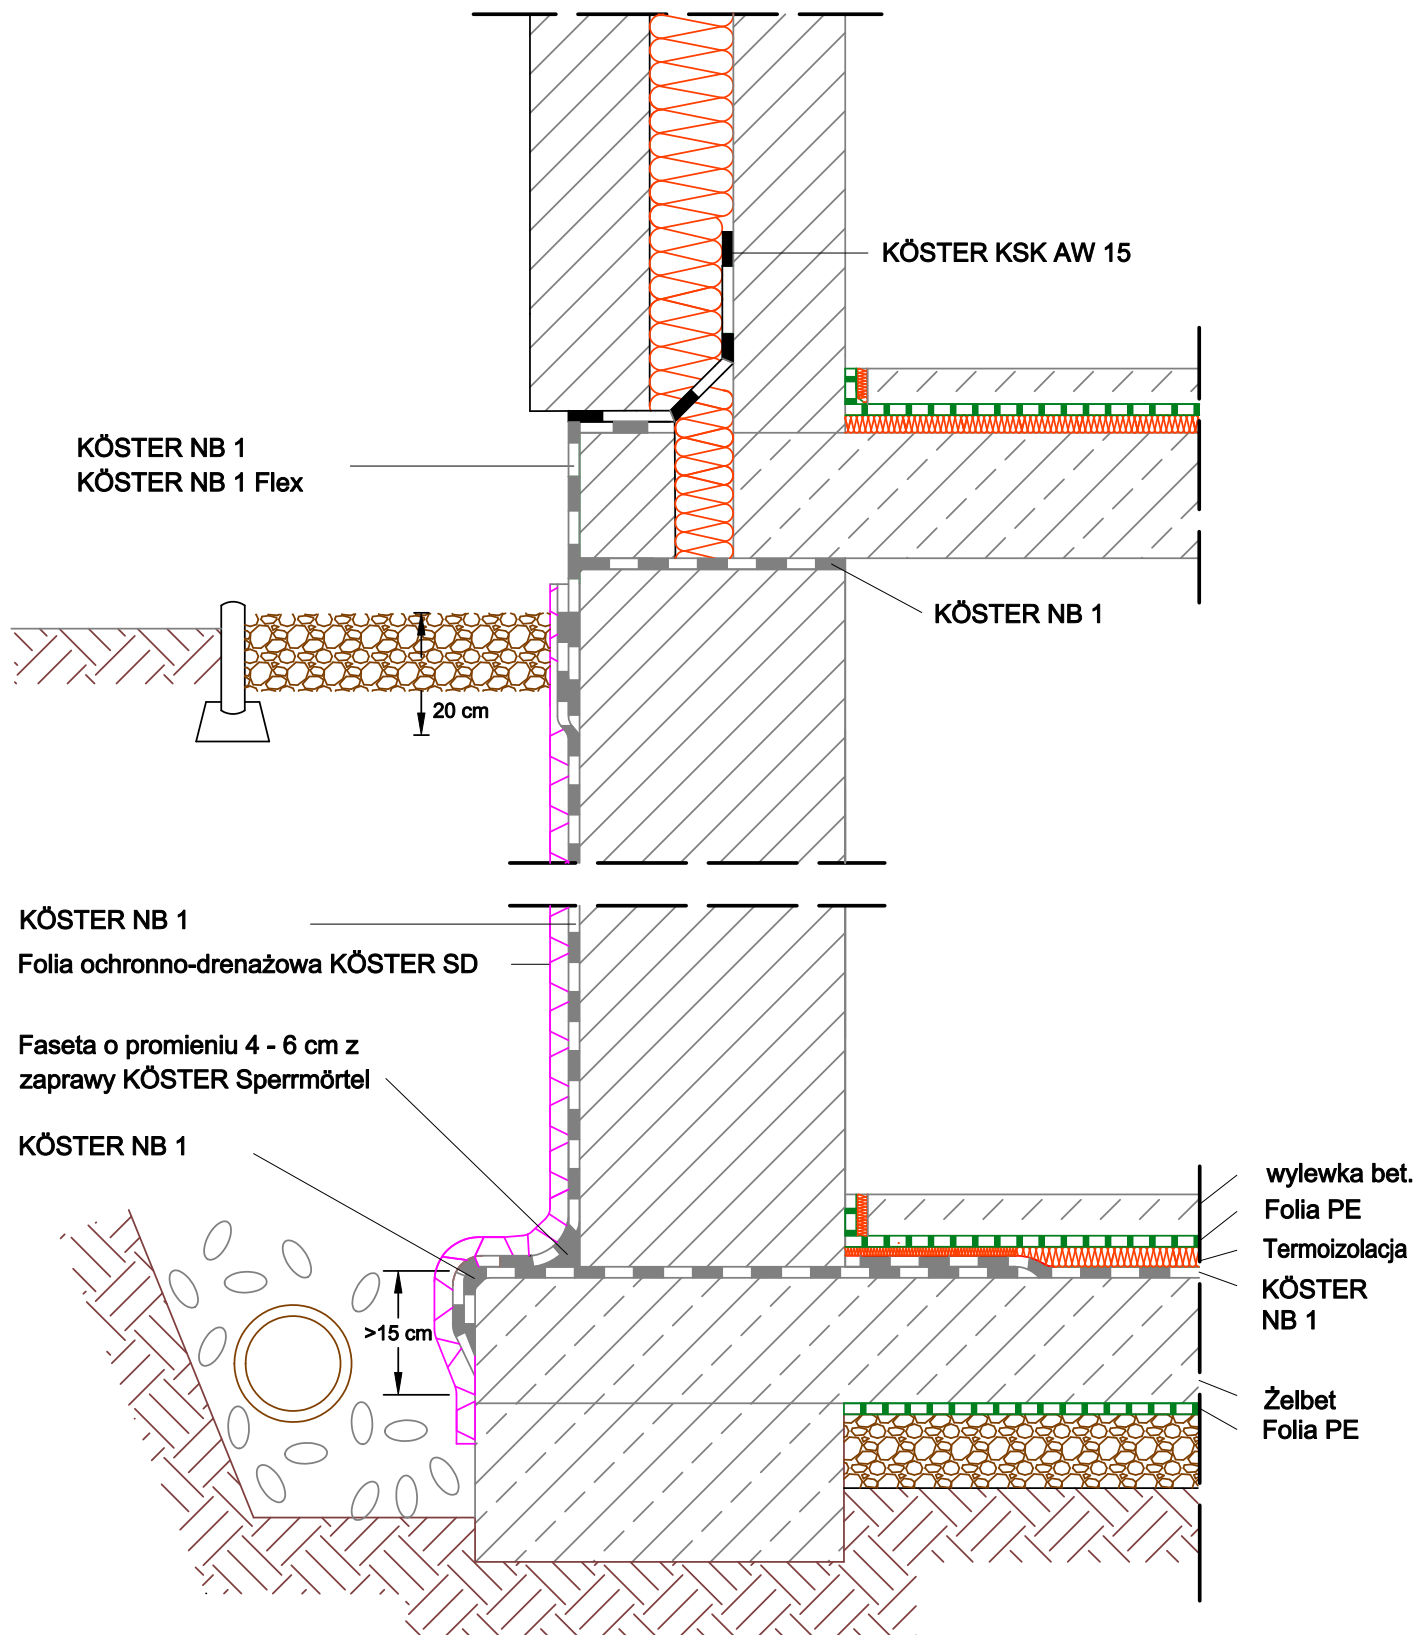 KÖSTER KSK AW 15
KÖSTER NB 1
KÖSTER NB 1 Flex
KÖSTER NB 1
20 cm
KÖSTER NB 1
Folia ochronno-drenażowa KÖSTER SD
Faseta o promieniu 4 - 6 cm z
zaprawy KÖSTER Sperrmörtel
KÖSTER NB 1
>15 cm
wylewka bet.
Folia PE
Termoizolacja
KÖSTER
NB 1
Żelbet
Folia PE